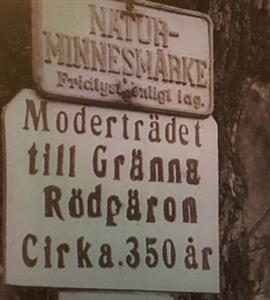 NATUR-
MINNESMÄRKE
Fridlyst enligt lag.
Moderträdet
till Gränna
Rödpäron
Cirka.350 år